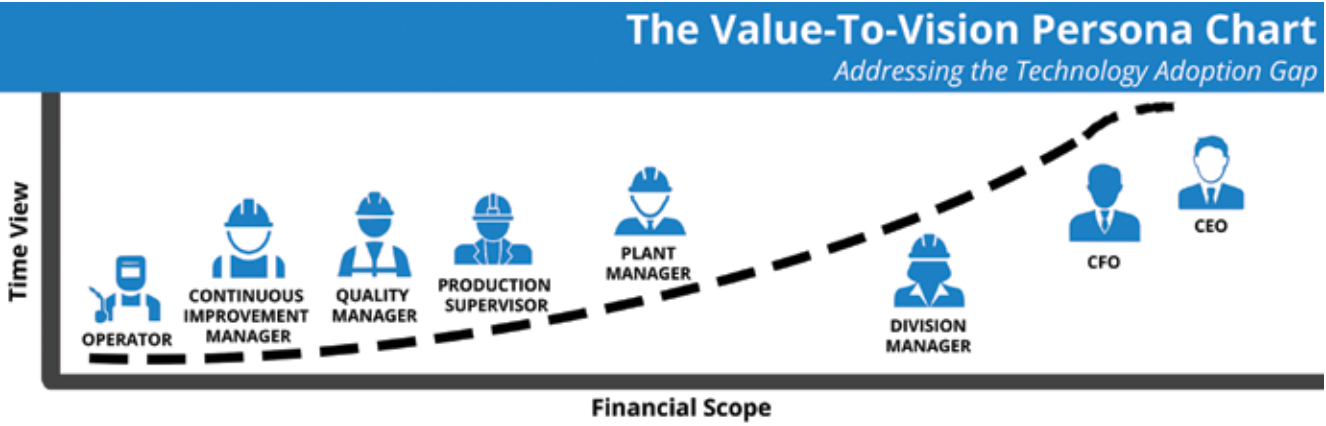 The Value-To-Vision Persona Chart
Addressing the Technology Adoption Gap
Time View
OPERATOR
CONTINUOUS
IMPROVEMENT
MANAGER
QUALITY
MANAGER
PRODUCTION
SUPERVISOR
PLANT
MANAGER
DIVISION
MANAGER
CFO
CEO
Financial Scope